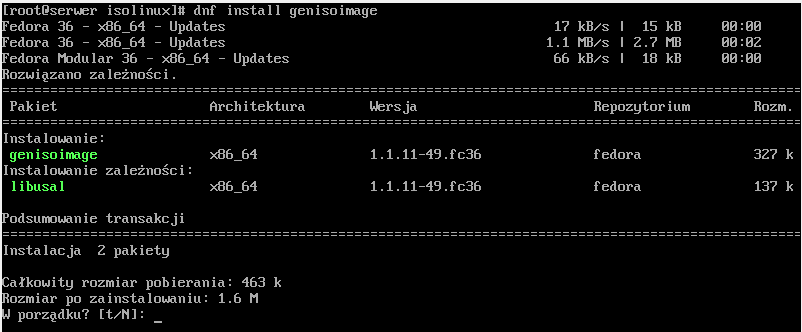 [root@serwer isolinux]# dnf install genisoimage
Fedora 36 - x86_64 - Updates 17 kB/s | 15 kB 00:00
Fedora 36 - x86_64 - Updates 1.1 MB/s | 2.7 MB 00:02
Fedora Modular 36 - x86_64 - Updates 66 kB/s | 18 kB 00:00
Rozwiązano zależności.
================================================================================
Pakiet Architektura Wersja Repozytorium Rozm.
================================================================================
Instalowanie:
genisoimage x86_64 1.1.11-49.fc36 fedora 327 k
Instalowanie zależności:
libusal x86_64 1.1.11-49.fc36 fedora 137 k
Podsumowanie transakcji
================================================================================
Instalacja 2 pakiety
Całkowity rozmiar pobierania: 463 k
Rozmiar po zainstalowaniu: 1.6 M
W porządku? [t/N]: _